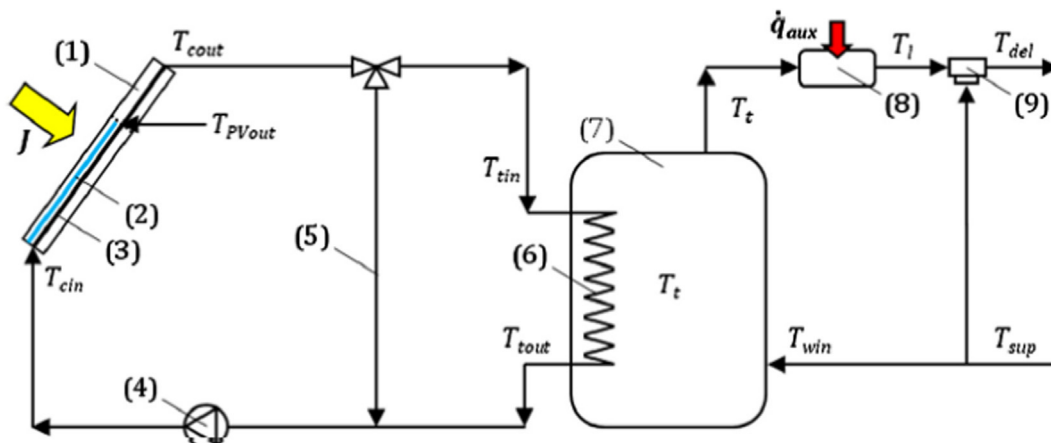 T_cout
(1)
J
T_PVout
(2)
(3)
T_cin
(4)
(5)
T_tin
(6)
T_tout
(7)
T_t
T_t
q̇_aux
(8)
T_l
T_del
(9)
T_win
T_sup